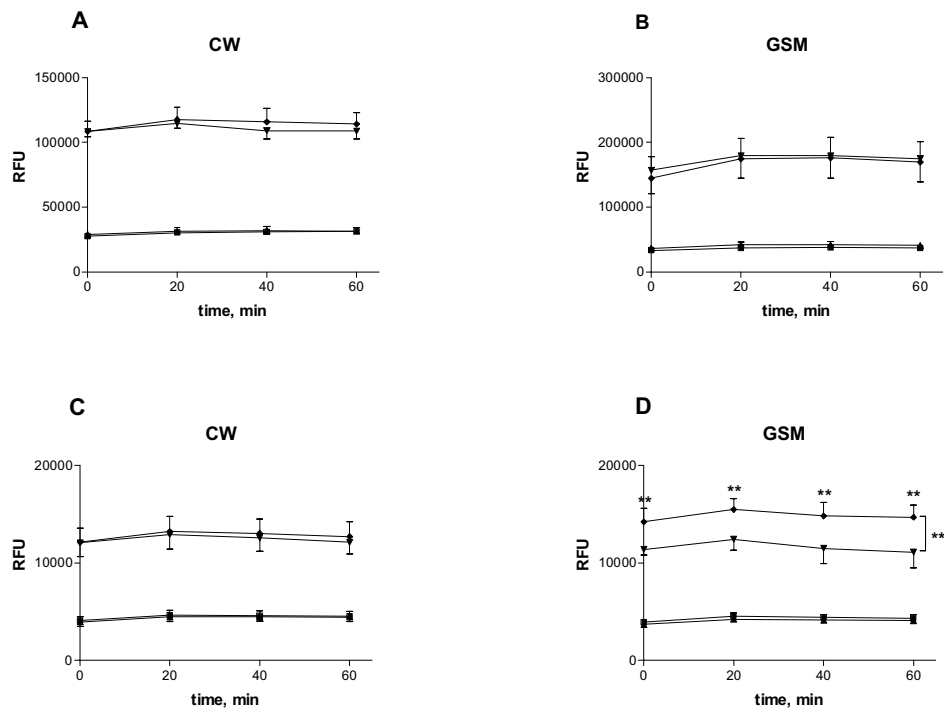 A
CW
150000
100000
50000
0
RFU
0 20 40 60
time, min
B
GSM
300000
200000
100000
0
RFU
0 20 40 60
time, min
C
CW
20000
10000
0
RFU
0 20 40 60
time, min
D
GSM
20000
10000
0
RFU
** ** ** **
**
0 20 40 60
time, min